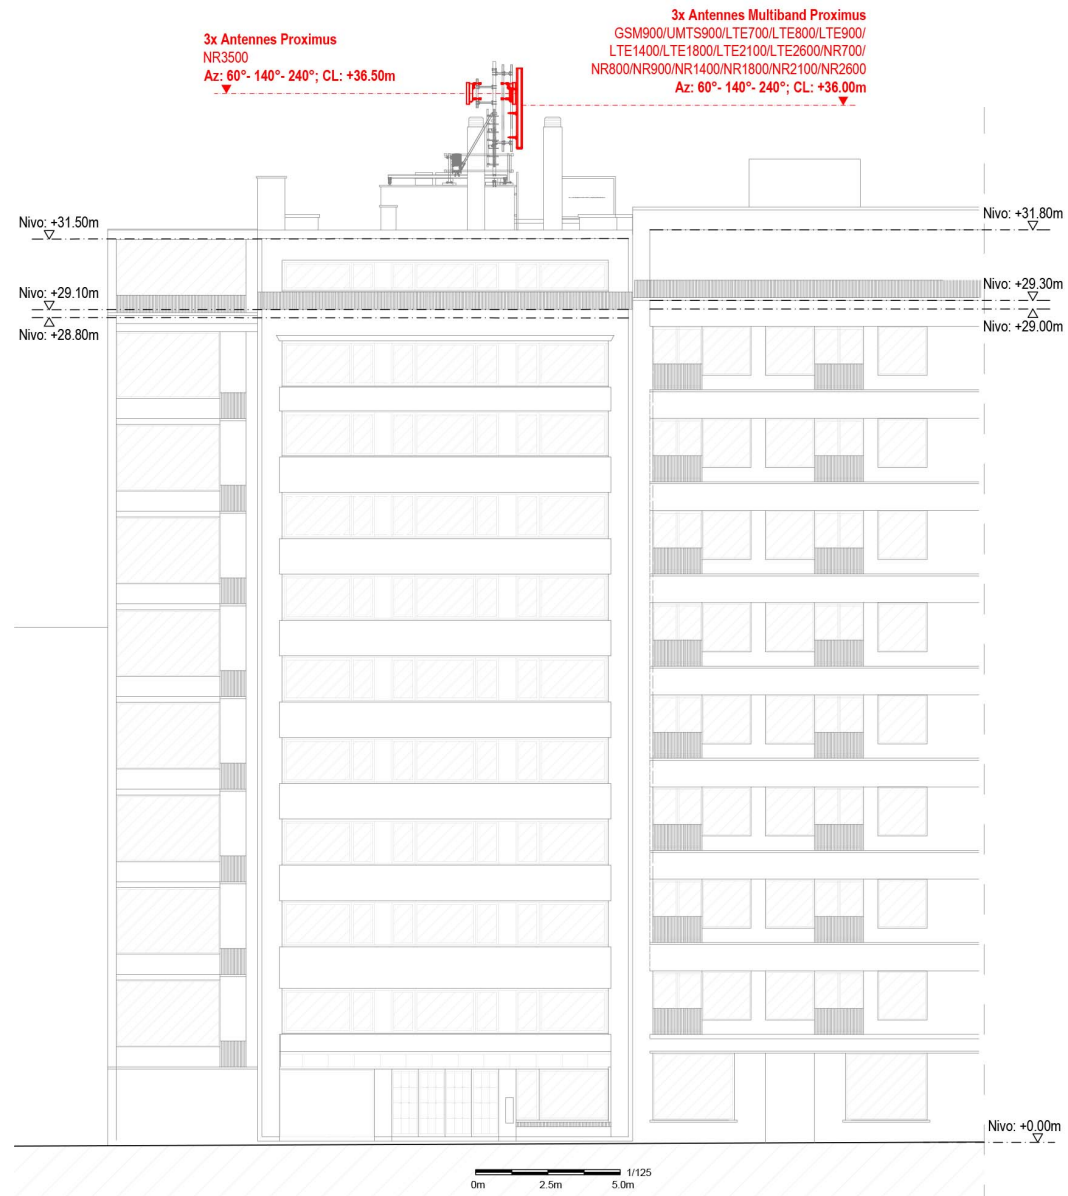 3x Antennes Multiband Proximus
GSM900/UMTS900/LTE700/LTE800/LTE900/
LTE1400/LTE1800/LTE2100/LTE2600/NR700/
NR800/NR900/NR1400/NR1800/NR2100/NR2600
Az: 60°- 140°- 240°; CL: +36.00m
3x Antennes Proximus
NR3500
Az: 60°- 140°- 240°; CL: +36.50m
Nivo: +31.50m
Nivo: +31.80m
Nivo: +29.10m
Nivo: +29.30m
Nivo: +28.80m
Nivo: +29.00m
Nivo: +0.00m
1/125
0m 2.5m 5.0m